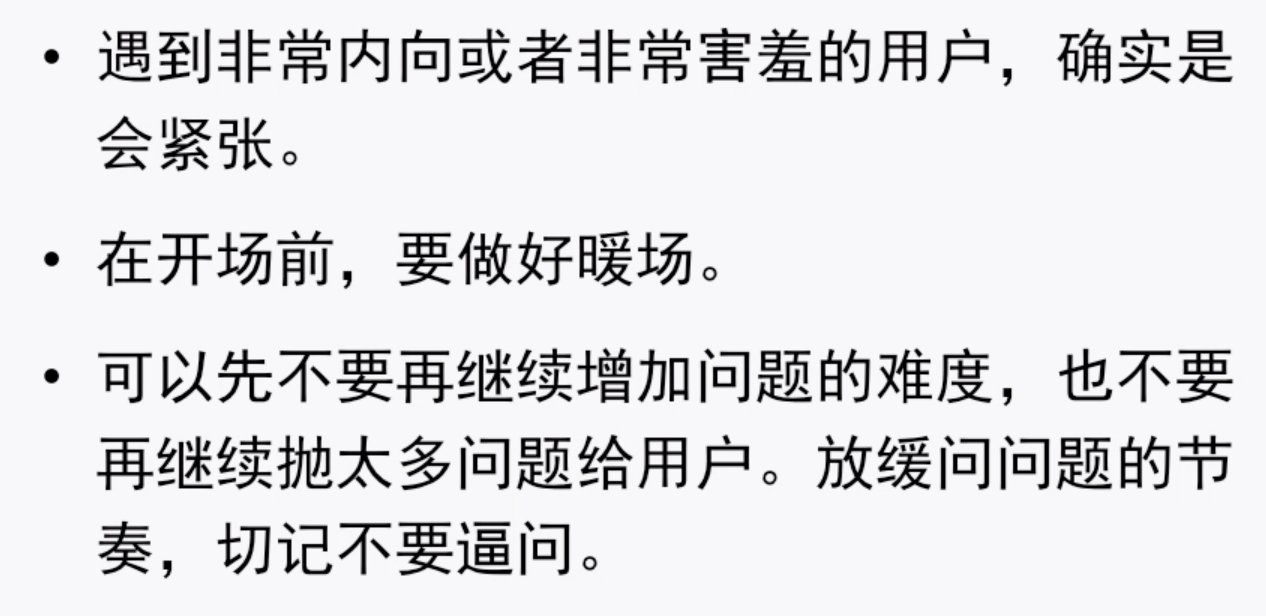 • 遇到非常内向或者非常害羞的用户，确实是
会紧张。
• 在开场前，要做好暖场。
• 可以先不要再继续增加问题的难度，也不要
再继续抛太多问题给用户。放缓问问题的节
奏，切记不要逼问。